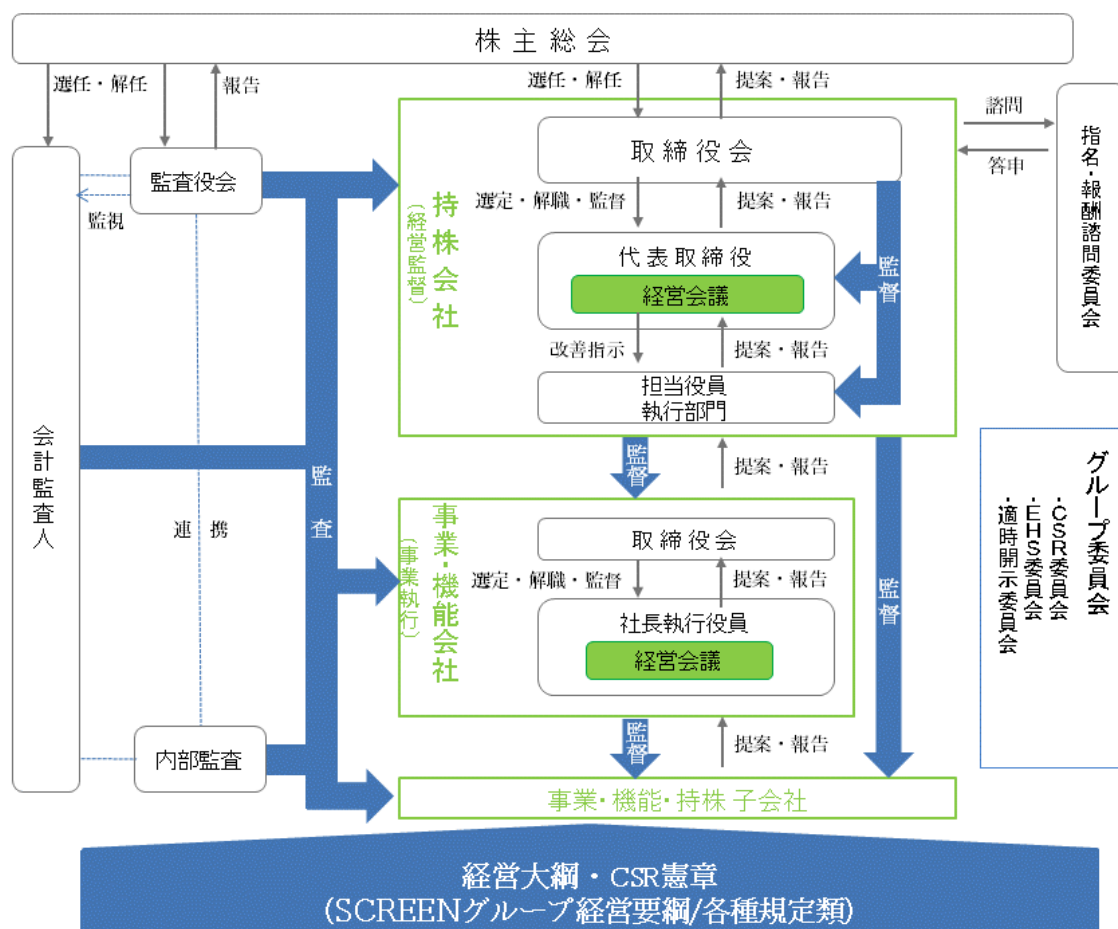 株主総会
選任・解任
報告
選任・解任
提案・報告
諮問
答申
指名・報酬諮問委員会
監査役会
監視
会計監査人
連携
内部監査
監査
持株会社
(経営監督)
取締役会
選定・解職・監督
提案・報告
代表取締役
経営会議
改善指示
提案・報告
担当役員
執行部門
監督
監督
提案・報告
監督
事業・機能会社
(事業執行)
取締役会
選定・解職・監督
提案・報告
社長執行役員
経営会議
監督
提案・報告
事業・機能・持株 子会社
グループ委員会
・CSR委員会
・EHS委員会
・適時開示委員会
経営大綱・CSR憲章
(SCREENグループ経営要綱/各種規定類)